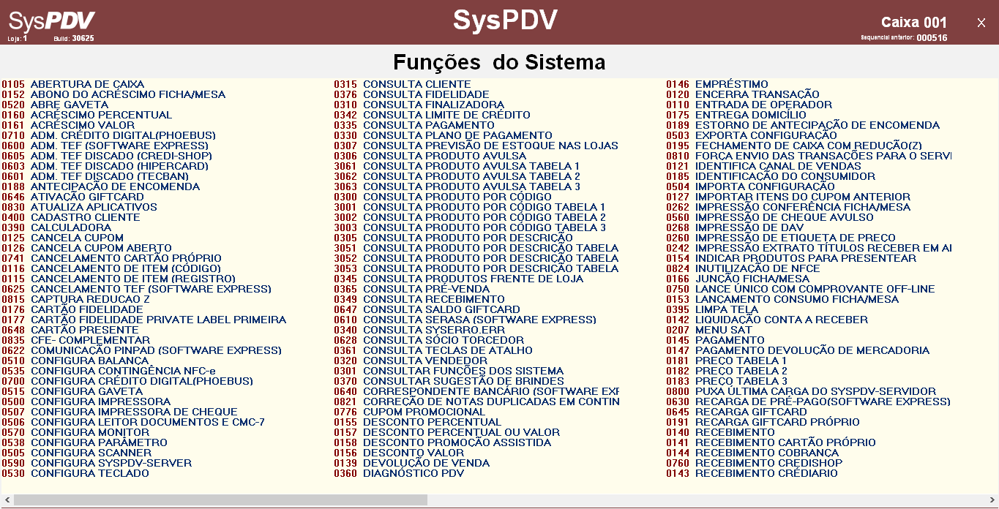 SysPDV
Loja: 1 Build: 30625
SysPDV
Caixa 001 X
Sequencial anterior: 000516
Funções do Sistema
0105 ABERTURA DE CAIXA
0152 ABONO DO ACRÉSCIMO FICHA/MESA
0520 ABRE GAVETA
0160 ACRÉSCIMO PERCENTUAL
0161 ACRÉSCIMO VALOR
0710 ADM. CRÉDITO DIGITAL(PHOEBUS)
0600 ADM. TEF (SOFTWARE EXPRESS)
0605 ADM. TEF DISCADO (CREDI-SHOP)
0603 ADM. TEF DISCADO (HIPERCARD)
0601 ADM. TEF DISCADO (TECBAN)
0188 ANTECIPAÇÃO DE ENCOMENDA
0646 ATIVAÇÃO GIFTCARD
0830 ATUALIZA APLICATIVOS
0400 CADASTRO CLIENTE
0390 CALCULADORA
0125 CANCELA CUPOM
0126 CANCELA CUPOM ABERTO
0741 CANCELAMENTO CARTÃO PRÓPRIO
0116 CANCELAMENTO DE ITEM (CÓDIGO)
0115 CANCELAMENTO DE ITEM (REGISTRO)
0625 CANCELAMENTO TEF (SOFTWARE EXPRESS)
0815 CAPTURA REDUCAO Z
0176 CARTÃO FIDELIDADE
0177 CARTÃO FIDELIDADE PRIVATE LABEL PRIMEIRA
0648 CARTÃO PRESENTE
0835 CFE- COMPLEMENTAR
0622 COMUNICAÇÃO PINPAD (SOFTWARE EXPRESS)
0510 CONFIGURA BALANÇA
0535 CONFIGURA CONTINGÊNCIA NFC-e
0700 CONFIGURA CRÉDITO DIGITAL(PHOEBUS)
0515 CONFIGURA GAVETA
0500 CONFIGURA IMPRESSORA
0507 CONFIGURA IMPRESSORA DE CHEQUE
0506 CONFIGURA LEITOR DOCUMENTOS E CMC-7
0570 CONFIGURA MONITOR
0538 CONFIGURA PARÂMETRO
0505 CONFIGURA SCANNER
0590 CONFIGURA SYSPDV-SERVER
0530 CONFIGURA TECLADO
0315 CONSULTA CLIENTE
0376 CONSULTA FIDELIDADE
0310 CONSULTA FINALIZADORA
0342 CONSULTA LIMITE DE CRÉDITO
0335 CONSULTA PAGAMENTO
0330 CONSULTA PLANO DE PAGAMENTO
0307 CONSULTA PREVISÃO DE ESTOQUE NAS LOJAS
0306 CONSULTA PRODUTO AVULSA
3061 CONSULTA PRODUTO AVULSA TABELA 1
3062 CONSULTA PRODUTO AVULSA TABELA 2
3063 CONSULTA PRODUTO AVULSA TABELA 3
0300 CONSULTA PRODUTO POR CÓDIGO
3001 CONSULTA PRODUTO POR CÓDIGO TABELA 1
3002 CONSULTA PRODUTO POR CÓDIGO TABELA 2
3003 CONSULTA PRODUTO POR CÓDIGO TABELA 3
0305 CONSULTA PRODUTO POR DESCRIÇÃO
3051 CONSULTA PRODUTO POR DESCRIÇÃO TABELA
3052 CONSULTA PRODUTO POR DESCRIÇÃO TABELA
3053 CONSULTA PRODUTO POR DESCRIÇÃO TABELA
0345 CONSULTA PRODUTOS FRENTE DE LOJA
0365 CONSULTA PRÉ-VENDA
0349 CONSULTA RECEBIMENTO
0647 CONSULTA SALDO GIFTCARD
0610 CONSULTA SERASA (SOFTWARE EXPRESS)
0340 CONSULTA SYSERRO.ERR
0628 CONSULTA SÓCIO TORCEDOR
0361 CONSULTA TECLAS DE ATALHO
0320 CONSULTA VENDEDOR
0301 CONSULTAR FUNÇÕES DOS SISTEMA
0370 CONSULTAR SUGESTÃO DE BRINDES
0640 CORRESPONDENTE BANCÁRIO (SOFTWARE EXP
0821 CORREÇÃO DE NOTAS DUPLICADAS EM CONTIN
0776 CUPOM PROMOCIONAL
0155 DESCONTO PERCENTUAL
0157 DESCONTO PERCENTUAL OU VALOR
0158 DESCONTO PROMOÇÃO ASSISTIDA
0156 DESCONTO VALOR
0139 DEVOLUÇÃO DE VENDA
0360 DIAGNÓSTICO PDV
0146 EMPRÉSTIMO
0120 ENCERRA TRANSAÇÃO
0110 ENTRADA DE OPERADOR
0175 ENTREGA DOMICÍLIO
0189 ESTORNO DE ANTECIPAÇÃO DE ENCOMENDA
0503 EXPORTA CONFIGURAÇÃO
0195 FECHAMENTO DE CAIXA COM REDUÇÃO(Z)
0810 FORÇA ENVIO DAS TRANSAÇÕES PARA O SERVI
0121 IDENTIFICA CANAL DE VENDAS
0185 IDENTIFICAÇÃO DO CONSUMIDOR
0504 IMPORTA CONFIGURAÇÃO
0127 IMPORTAR ITENS DO CUPOM ANTERIOR
0262 IMPRESSÃO CONFERÊNCIA FICHA/MESA
0560 IMPRESSÃO DE CHEQUE AVULSO
0268 IMPRESSÃO DE DAV
0260 IMPRESSÃO DE ETIQUETA DE PREÇO
0242 IMPRESSÃO EXTRATO TÍTULOS RECEBER EM AI
0154 INDICAR PRODUTOS PARA PRESENTEAR
0824 INUTILIZAÇÃO DE NFCE
0166 JUNÇÃO FICHA/MESA
0750 LANCE ÚNICO COM COMPROVANTE OFF-LINE
0153 LANÇAMENTO CONSUMO FICHA/MESA
0395 LIMPA TELA
0142 LIQUIDAÇÃO CONTA A RECEBER
0207 MENU SAT
0145 PAGAMENTO
0147 PAGAMENTO DEVOLUÇÃO DE MERCADORIA
0181 PREÇO TABELA 1
0182 PREÇO TABELA 2
0183 PREÇO TABELA 3
0800 PUXA ÚLTIMA CARGA DO SYSPDV-SERVIDOR
0630 RECARGA DE PRÉ-PAGO(SOFTWARE EXPRESS)
0645 RECARGA GIFTCARD
0191 RECARGA GIFTCARD PRÓPRIO
0140 RECEBIMENTO
0141 RECEBIMENTO CARTÃO PRÓPRIO
0144 RECEBIMENTO COBRANÇA
0760 RECEBIMENTO CREDISHOP
0143 RECEBIMENTO CRÉDIARIO